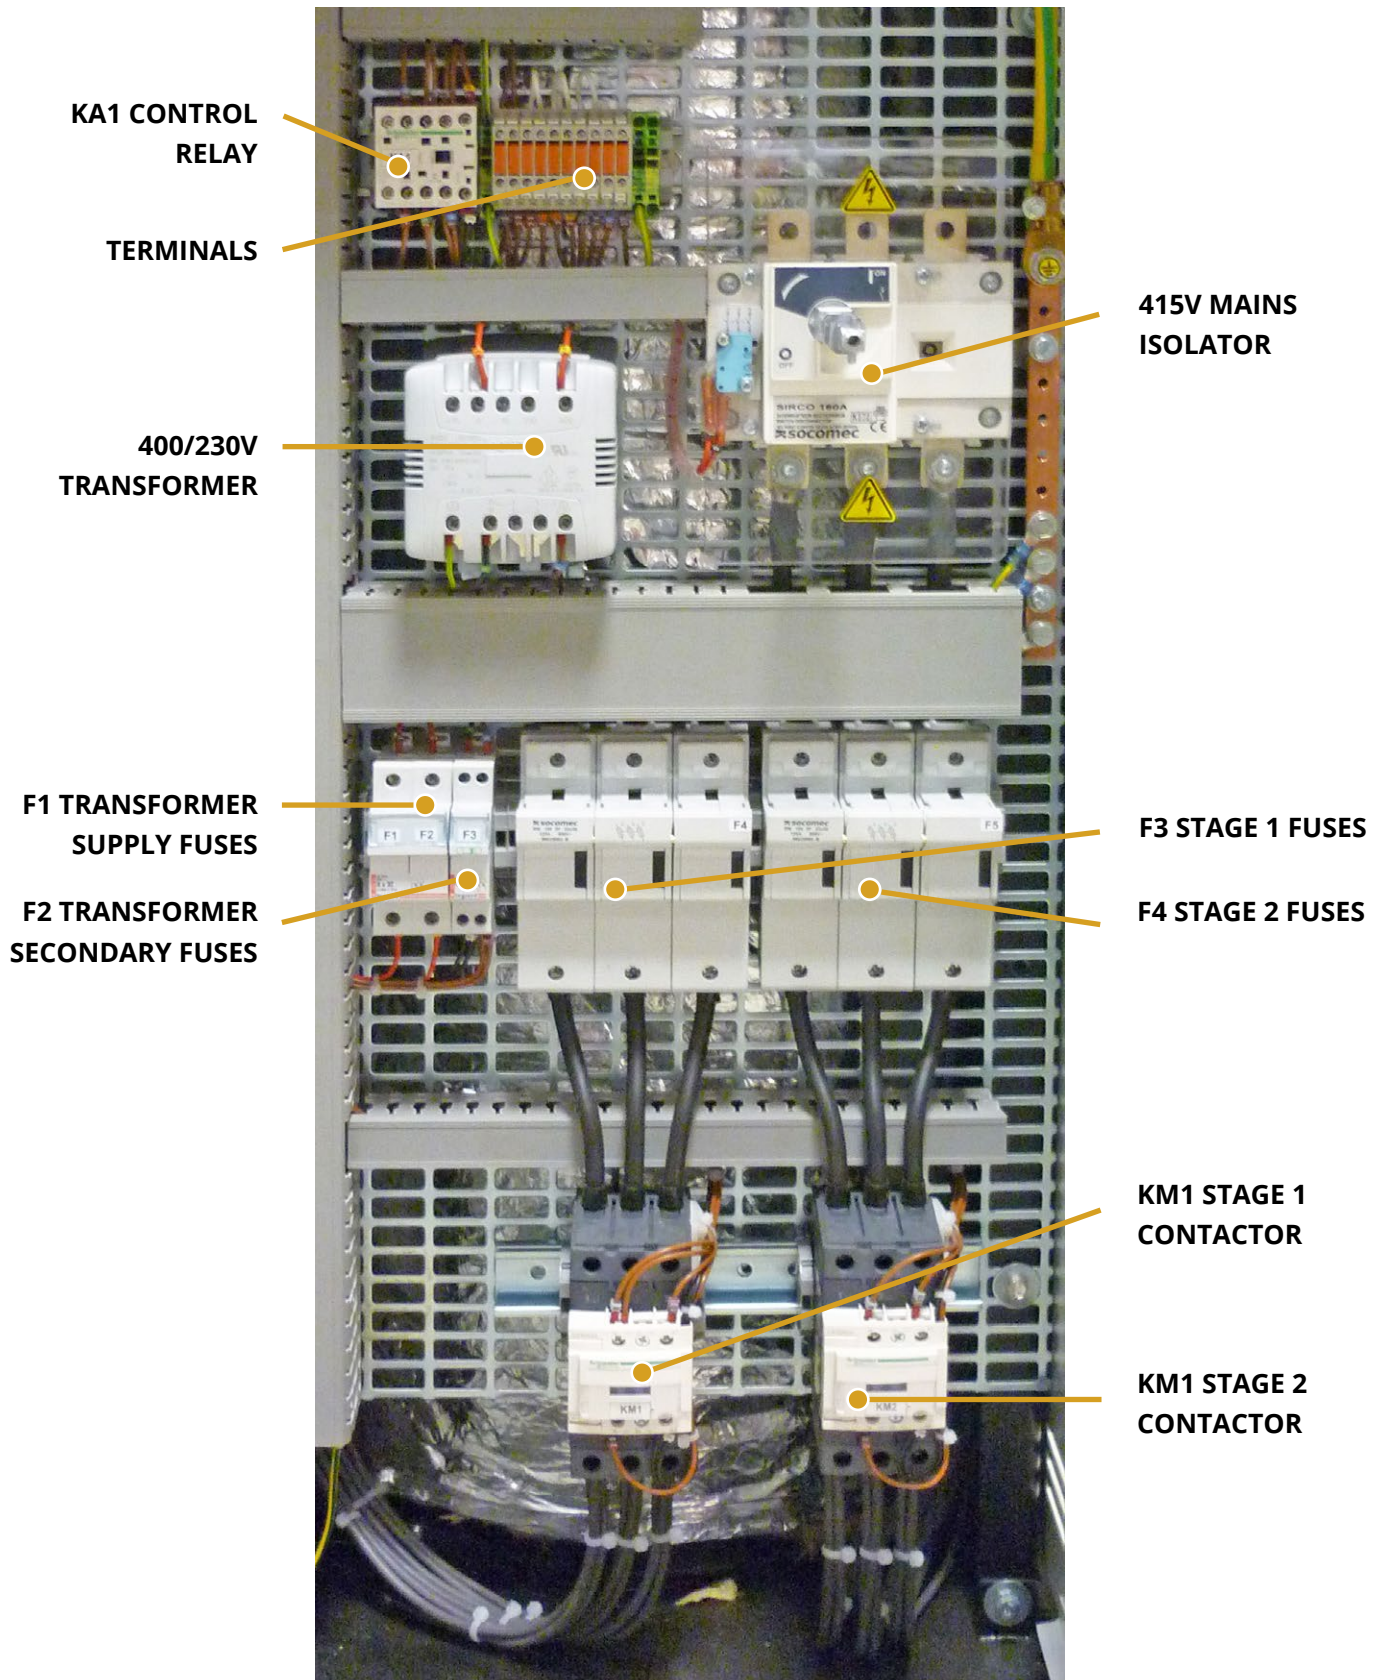 KA1 CONTROL
RELAY
TERMINALS
400/230V
TRANSFORMER
F1 TRANSFORMER
SUPPLY FUSES
F2 TRANSFORMER
SECONDARY FUSES
415V MAINS
ISOLATOR
F3 STAGE 1 FUSES
F4 STAGE 2 FUSES
KM1 STAGE 1
CONTACTOR
KM1 STAGE 2
CONTACTOR
ON
OFF
SIRCO 160A
socomec
CE
F1
F2
F3
socomec
F4
F5
KM1
KM2